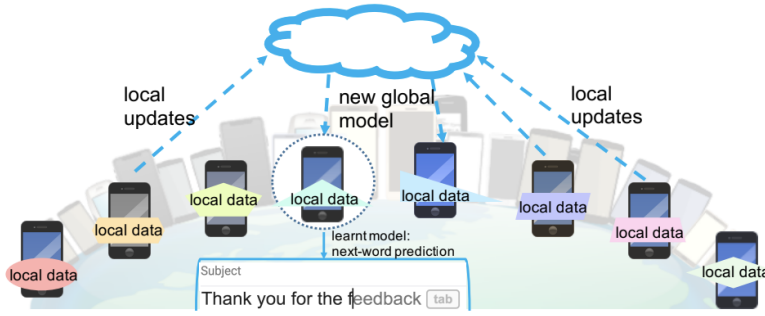 local
updates
new global
model
local
updates
local data
local data
local data
local data
local data
local data
local data
local data
learnt model:
next-word prediction
Subject
Thank you for the feedback tab